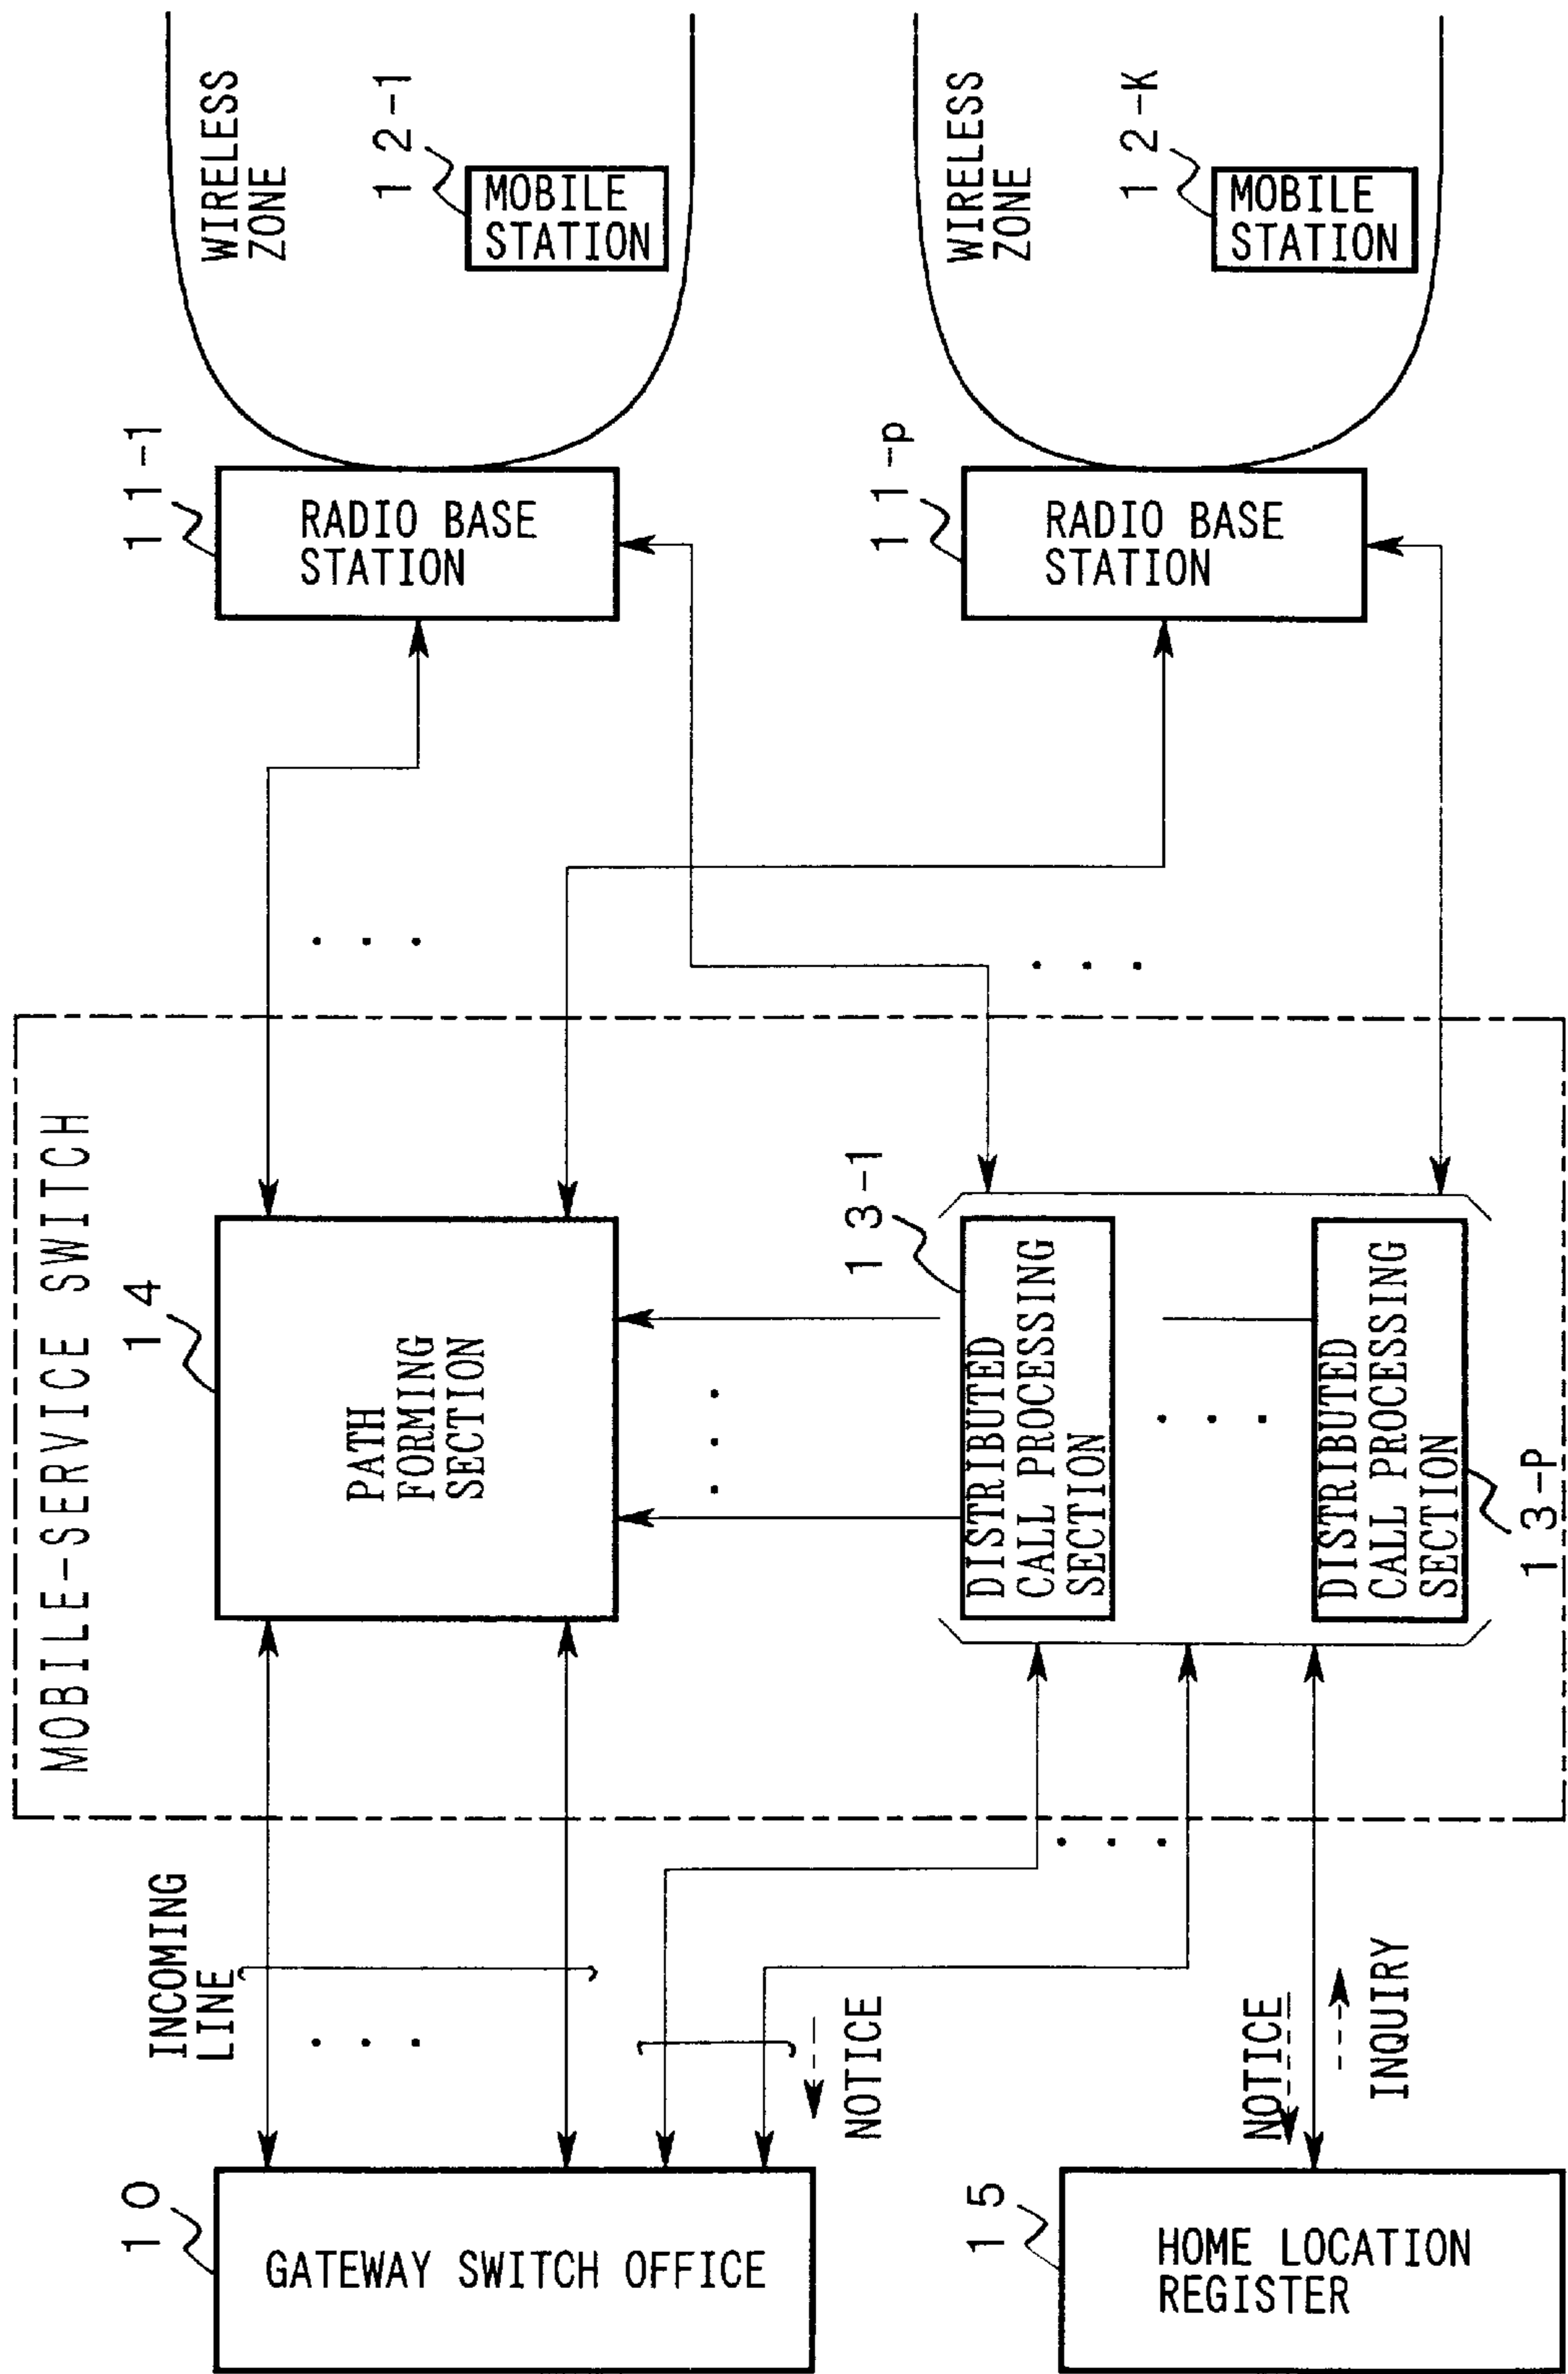 MOBILE-SERVICE SWITCH
10
GATEWAY SWITCH OFFICE
INCOMING
LINE
NOTICE
15
HOME LOCATION
REGISTER
NOTICE
INQUIRY
14
PATH
FORMING
SECTION
13-1
DISTRIBUTED
CALL PROCESSING
SECTION
DISTRIBUTED
CALL PROCESSING
SECTION
13-P
11-1
RADIO BASE
STATION
11-p
RADIO BASE
STATION
WIRELESS
ZONE
12-1
MOBILE
STATION
WIRELESS
ZONE
12-K
MOBILE
STATION